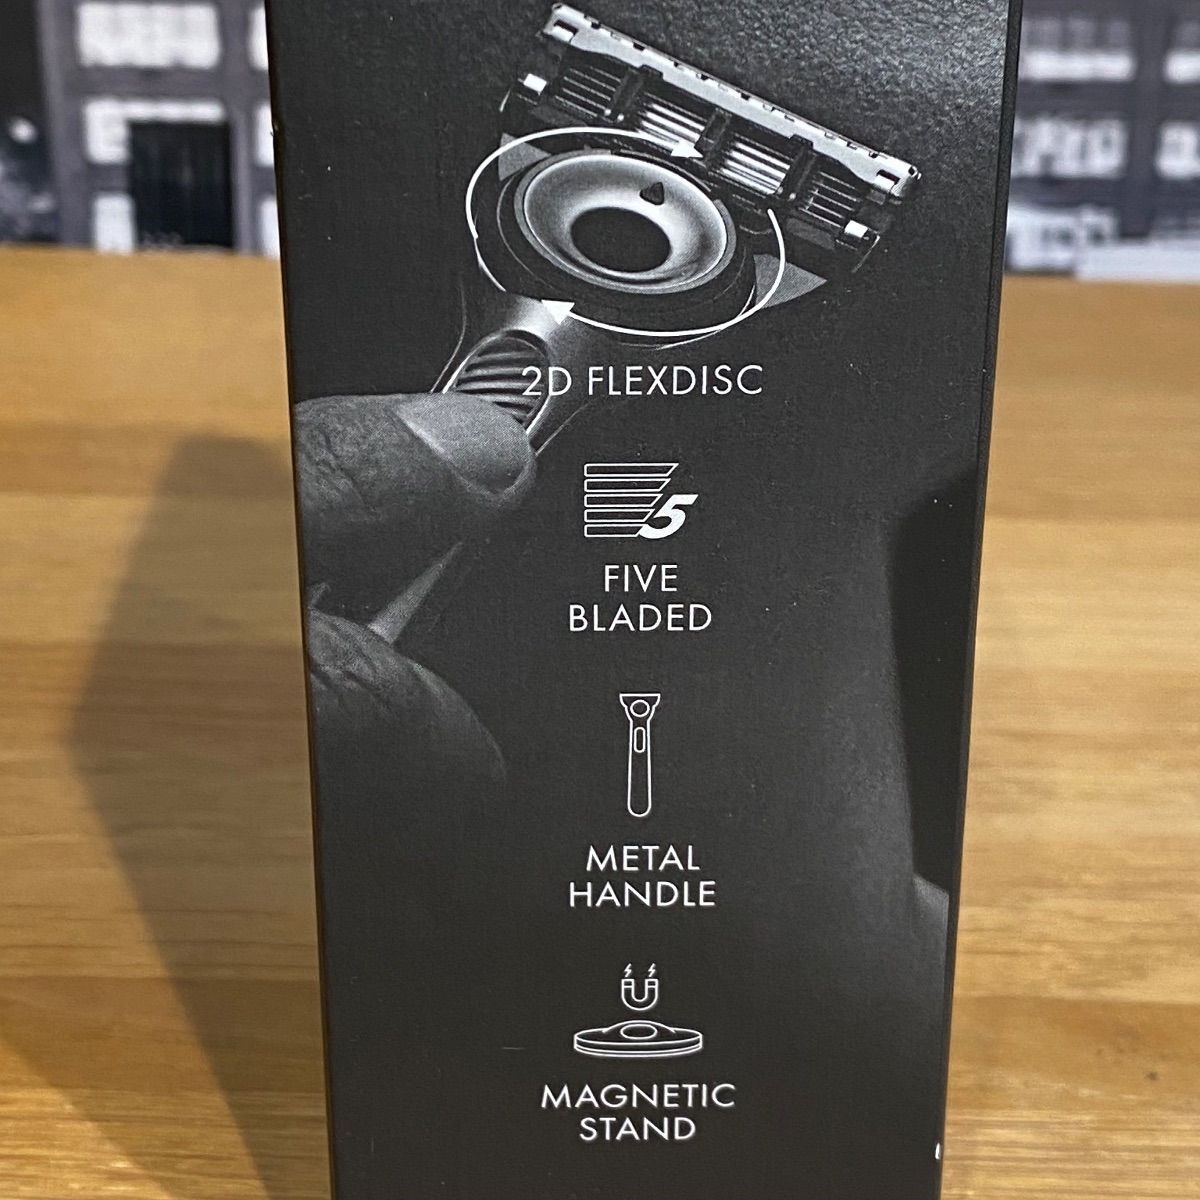 2D FLEXDISC
5
FIVE
BLADED
METAL
HANDLE
MAGNETIC
STAND